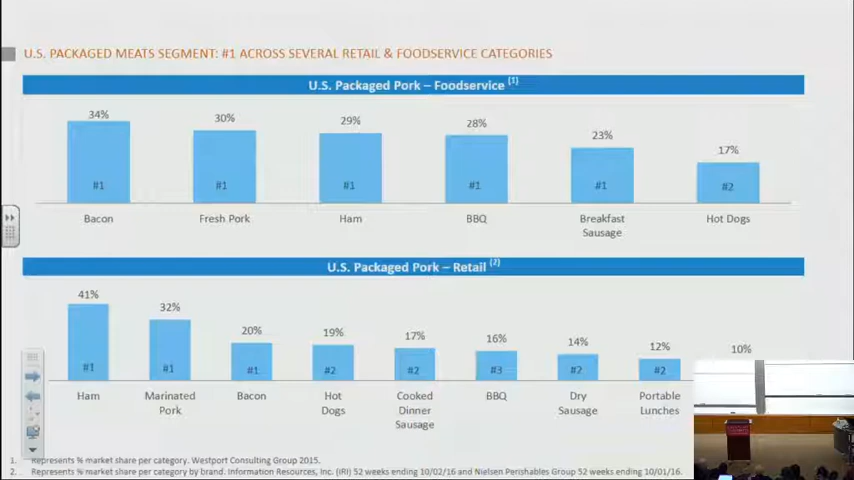 U.S. PACKAGED MEATS SEGMENT: #1 ACROSS SEVERAL RETAIL & FOODSERVICE CATEGORIES
U.S. Packaged Pork – Foodservice (1)
34% 30% 29% 28% 23% 17%
#1 #1 #1 #1 #1 #2
Bacon Fresh Pork Ham BBQ Breakfast Sausage Hot Dogs
U.S. Packaged Pork – Retail (2)
41% 32% 20% 19% 17% 16% 14% 12% 10%
#1 #1 #1 #2 #2 #3 #2 #2
Ham Marinated Pork Bacon Hot Dogs Cooked Dinner Sausage BBQ Dry Sausage Portable Lunches
1. Represents % market share per category. Westport Consulting Group 2015.
2. Represents % market share per category by brand. Information Resources, Inc. (IRI) 52 weeks ending 10/02/16 and Nielsen Perishables Group 52 weeks ending 10/01/16.